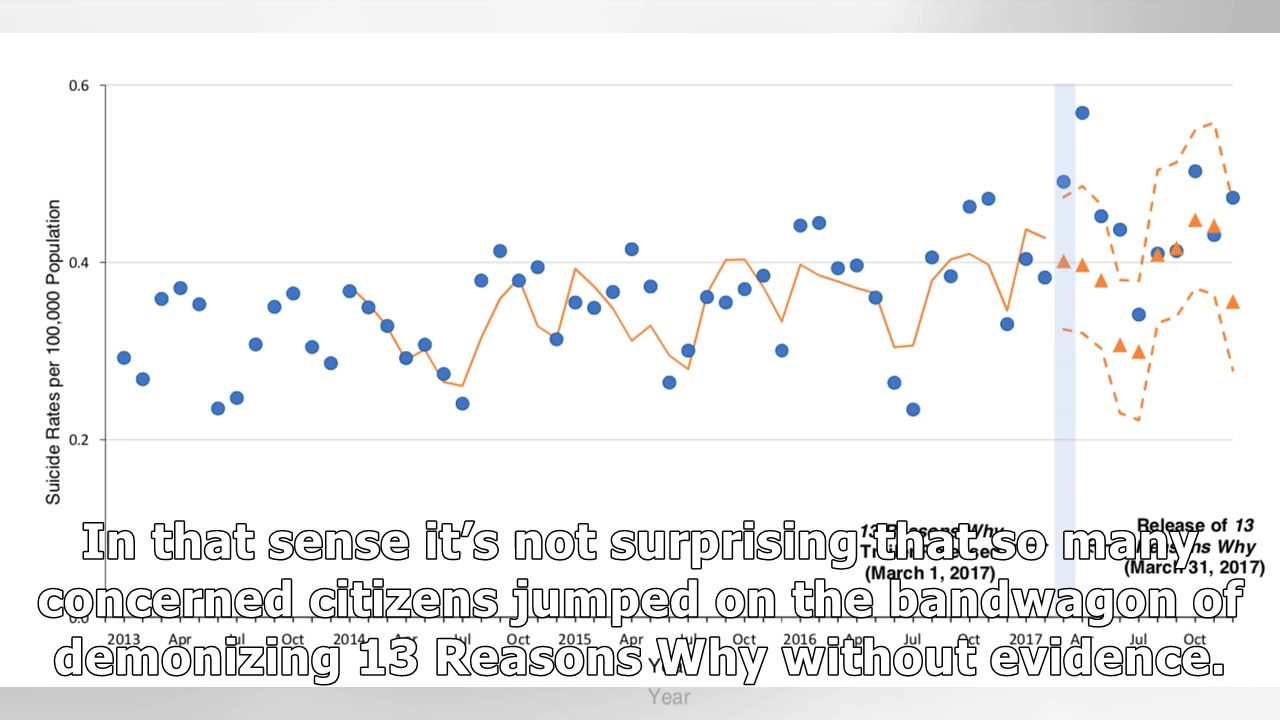 0.6
0.4
0.2
Suicide Rates per 100,000 Population
Release of 13
(March 31, 2017)
(March 1, 2017)
In that sense it’s not surprising that so many
concerned citizens jumped on the bandwagon of
demonizing 13 Reasons Why without evidence.
2013 Apr Jul Oct 2014 Jul Oct 2015 Apr Jul Oct 2016 Jul Oct 2017 Jul Oct
Year